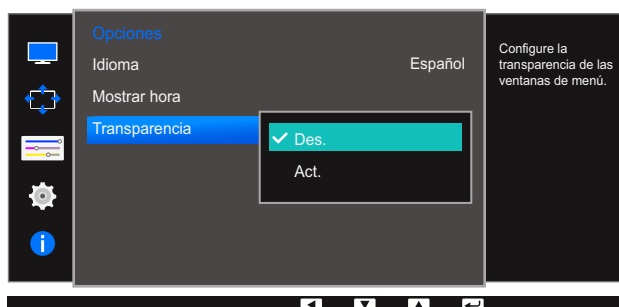 Opciones
Idioma Español
Mostrar hora
Transparencia
Des.
Act.
Configure la
transparencia de las
ventanas de menú.